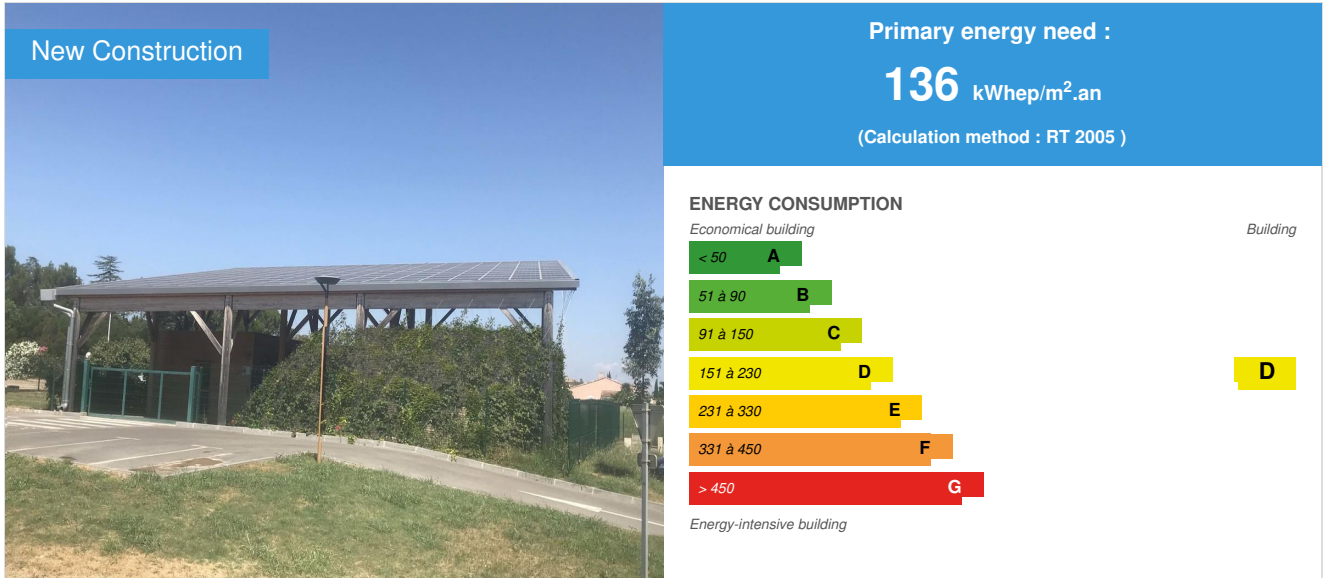 New Construction
Primary energy need :
136 kWhep/m².an
(Calculation method : RT 2005 )
ENERGY CONSUMPTION
Economical building
Building
< 50 A
51 à 90 B
91 à 150 C
151 à 230 D
D
231 à 330 E
331 à 450 F
> 450 G
Energy-intensive building